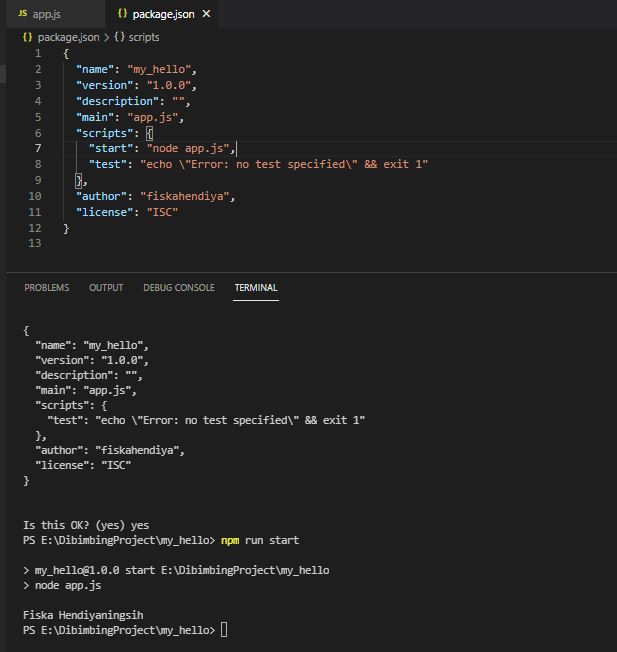 JS app.js {} package.json ×
{} package.json > {} scripts
1 {
2 "name": "my_hello",
3 "version": "1.0.0",
4 "description": "",
5 "main": "app.js",
6 "scripts": {
7 "start": "node app.js",
8 "test": "echo \"Error: no test specified\" && exit 1"
9 },
10 "author": "fiskahendiya",
11 "license": "ISC"
12 }
13
PROBLEMS OUTPUT DEBUG CONSOLE TERMINAL
{
"name": "my_hello",
"version": "1.0.0",
"description": "",
"main": "app.js",
"scripts": {
"test": "echo \"Error: no test specified\" && exit 1"
},
"author": "fiskahendiya",
"license": "ISC"
}
Is this OK? (yes) yes
PS E:\DibimbingProject\my_hello> npm run start
> my_hello@1.0.0 start E:\DibimbingProject\my_hello
> node app.js
Fiska Hendiyaningsih
PS E:\DibimbingProject\my_hello>